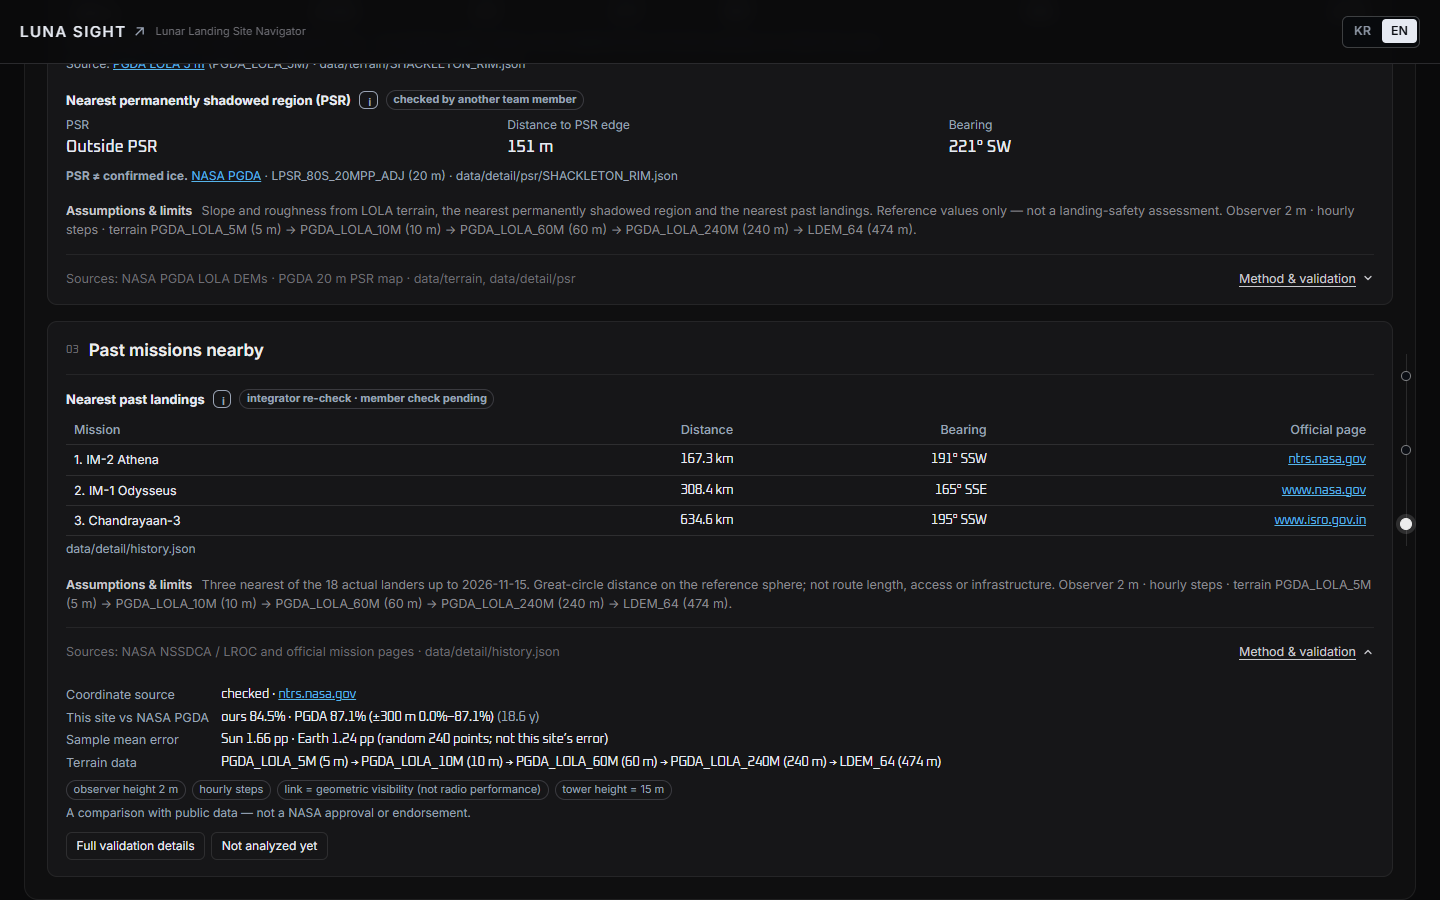 LUNA SIGHT ↗ Lunar Landing Site Navigator
KR EN
Source: PGDA LOLA 5 m (PGDA_LOLA_5M) · data/terrain/SHACKLETON_RIM.json
Nearest permanently shadowed region (PSR) i checked by another team member
PSR Distance to PSR edge Bearing
Outside PSR 151 m 221° SW
PSR ≠ confirmed ice. NASA PGDA · LPSR_80S_20MPP_ADJ (20 m) · data/detail/psr/SHACKLETON_RIM.json
Assumptions & limits Slope and roughness from LOLA terrain, the nearest permanently shadowed region and the nearest past landings. Reference values only — not a landing-safety assessment. Observer 2 m · hourly
steps · terrain PGDA_LOLA_5M (5 m) → PGDA_LOLA_10M (10 m) → PGDA_LOLA_60M (60 m) → PGDA_LOLA_240M (240 m) → LDEM_64 (474 m).
Sources: NASA PGDA LOLA DEMs · PGDA 20 m PSR map · data/terrain, data/detail/psr Method & validation
03 Past missions nearby
Nearest past landings i integrator re-check · member check pending
Mission Distance Bearing Official page
1. IM-2 Athena 167.3 km 191° SSW ntrs.nasa.gov
2. IM-1 Odysseus 308.4 km 165° SSE www.nasa.gov
3. Chandrayaan-3 634.6 km 195° SSW www.isro.gov.in
data/detail/history.json
Assumptions & limits Three nearest of the 18 actual landers up to 2026-11-15. Great-circle distance on the reference sphere; not route length, access or infrastructure. Observer 2 m · hourly steps · terrain PGDA_LOLA_5M
(5 m) → PGDA_LOLA_10M (10 m) → PGDA_LOLA_60M (60 m) → PGDA_LOLA_240M (240 m) → LDEM_64 (474 m).
Sources: NASA NSSDCA / LROC and official mission pages · data/detail/history.json Method & validation
Coordinate source checked · ntrs.nasa.gov
This site vs NASA PGDA ours 84.5% · PGDA 87.1% (±300 m 0.0%–87.1%) (18.6 y)
Sample mean error Sun 1.66 pp · Earth 1.24 pp (random 240 points; not this site's error)
Terrain data PGDA_LOLA_5M (5 m) → PGDA_LOLA_10M (10 m) → PGDA_LOLA_60M (60 m) → PGDA_LOLA_240M (240 m) → LDEM_64 (474 m)
observer height 2 m hourly steps link = geometric visibility (not radio performance) tower height = 15 m
A comparison with public data — not a NASA approval or endorsement.
Full validation details Not analyzed yet